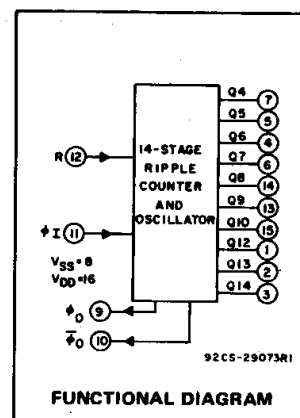 Q4 7
Q5 5
Q6 4
Q7 6
Q8 14
Q9 13
Q10 15
Q12 1
Q13 2
Q14 3
14-STAGE
RIPPLE
COUNTER
AND
OSCILLATOR
R 12
ϕI 11
VSS = 8
VDD = 16
ϕO 9
ϕ̅O 10
92CS-29073R1
FUNCTIONAL DIAGRAM